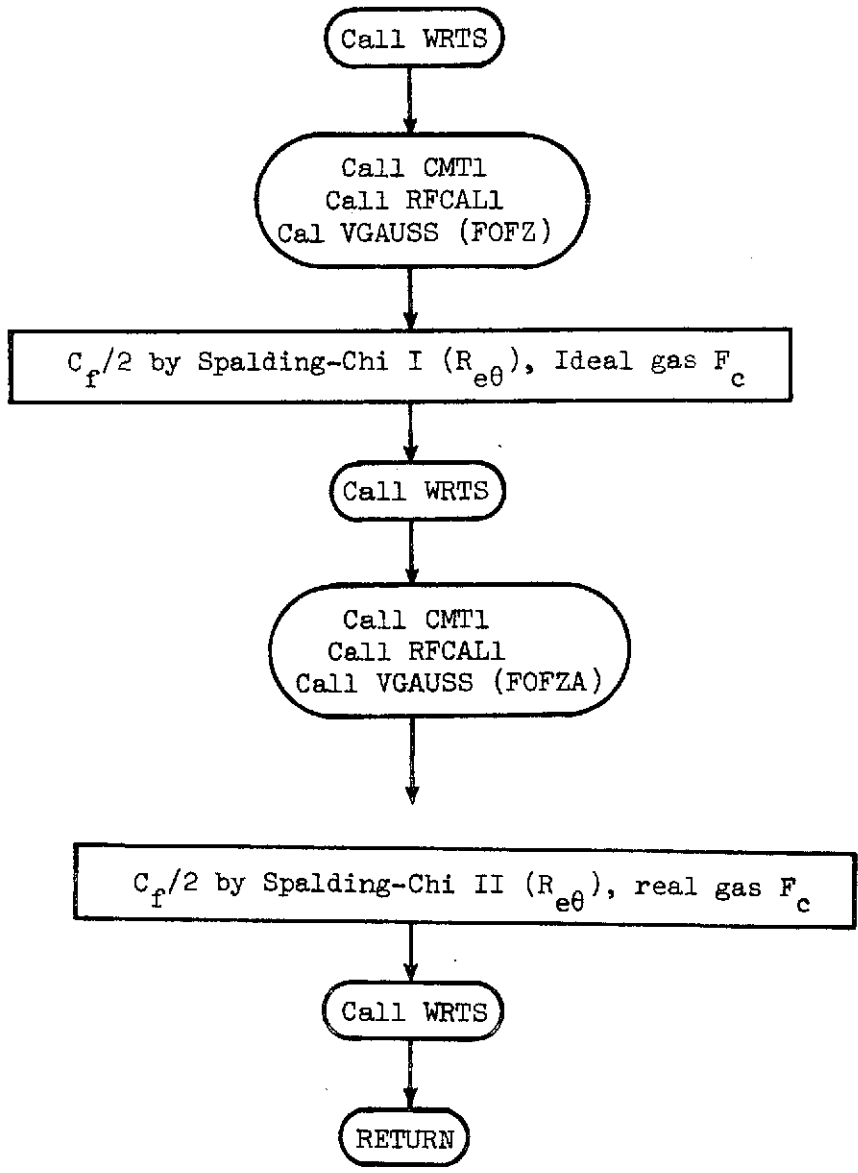 Call WRTS
Call CMT1
Call RFCAL1
Cal VGAUSS (FOFZ)
C_f/2 by Spalding-Chi I (R_eθ), Ideal gas F_c
Call WRTS
Call CMT1
Call RFCAL1
Call VGAUSS (FOFZA)
C_f/2 by Spalding-Chi II (R_eθ), real gas F_c
Call WRTS
RETURN